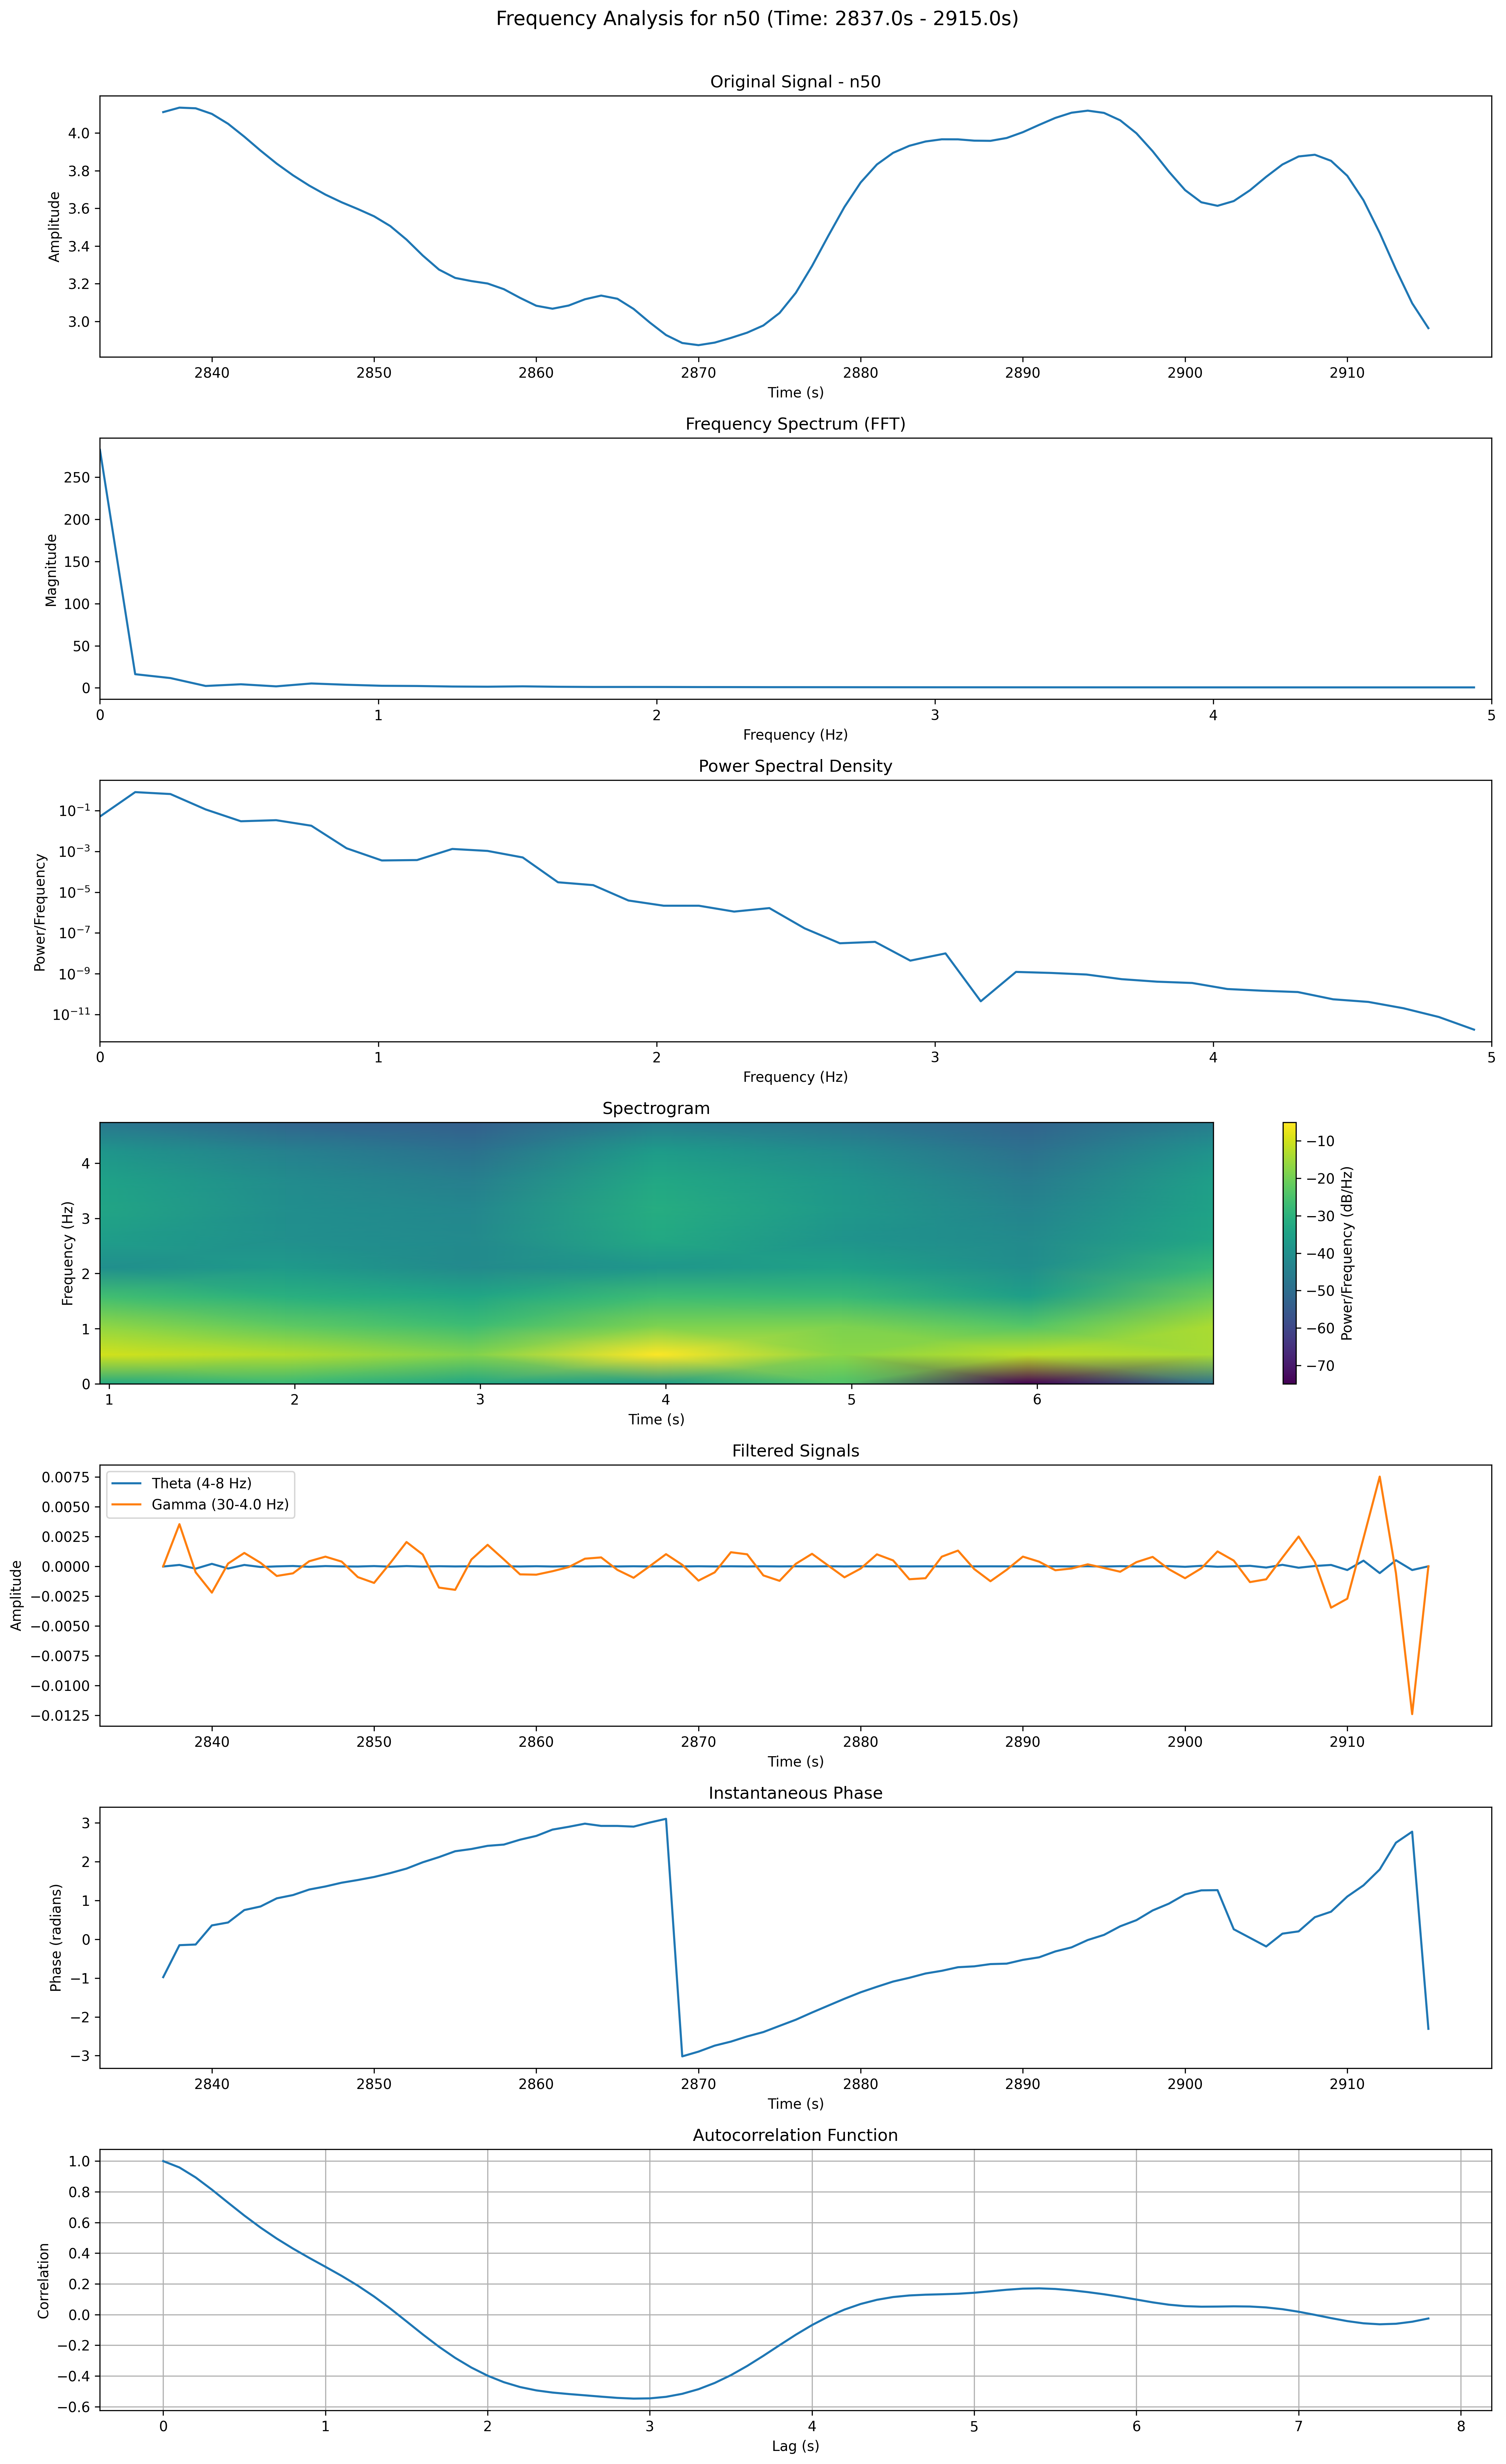 Frequency Analysis for n50 (Time: 2837.0s - 2915.0s)
Original Signal - n50
Amplitude
4.0
3.8
3.6
3.4
3.2
3.0
2840 2850 2860 2870 2880 2890 2900 2910
Time (s)
Frequency Spectrum (FFT)
Magnitude
250
200
150
100
50
0
0 1 2 3 4 5
Frequency (Hz)
Power Spectral Density
Power/Frequency
10⁻¹
10⁻³
10⁻⁵
10⁻⁷
10⁻⁹
10⁻¹¹
0 1 2 3 4 5
Frequency (Hz)
Spectrogram
Frequency (Hz)
4
3
2
1
0
1 2 3 4 5 6
Time (s)
−10
−20
−30
−40
−50
−60
−70
Power/Frequency (dB/Hz)
Filtered Signals
Theta (4-8 Hz)
Gamma (30-4.0 Hz)
Amplitude
0.0075
0.0050
0.0025
0.0000
−0.0025
−0.0050
−0.0075
−0.0100
−0.0125
2840 2850 2860 2870 2880 2890 2900 2910
Time (s)
Instantaneous Phase
Phase (radians)
3
2
1
0
−1
−2
−3
2840 2850 2860 2870 2880 2890 2900 2910
Time (s)
Autocorrelation Function
Correlation
1.0
0.8
0.6
0.4
0.2
0.0
−0.2
−0.4
−0.6
0 1 2 3 4 5 6 7 8
Lag (s)